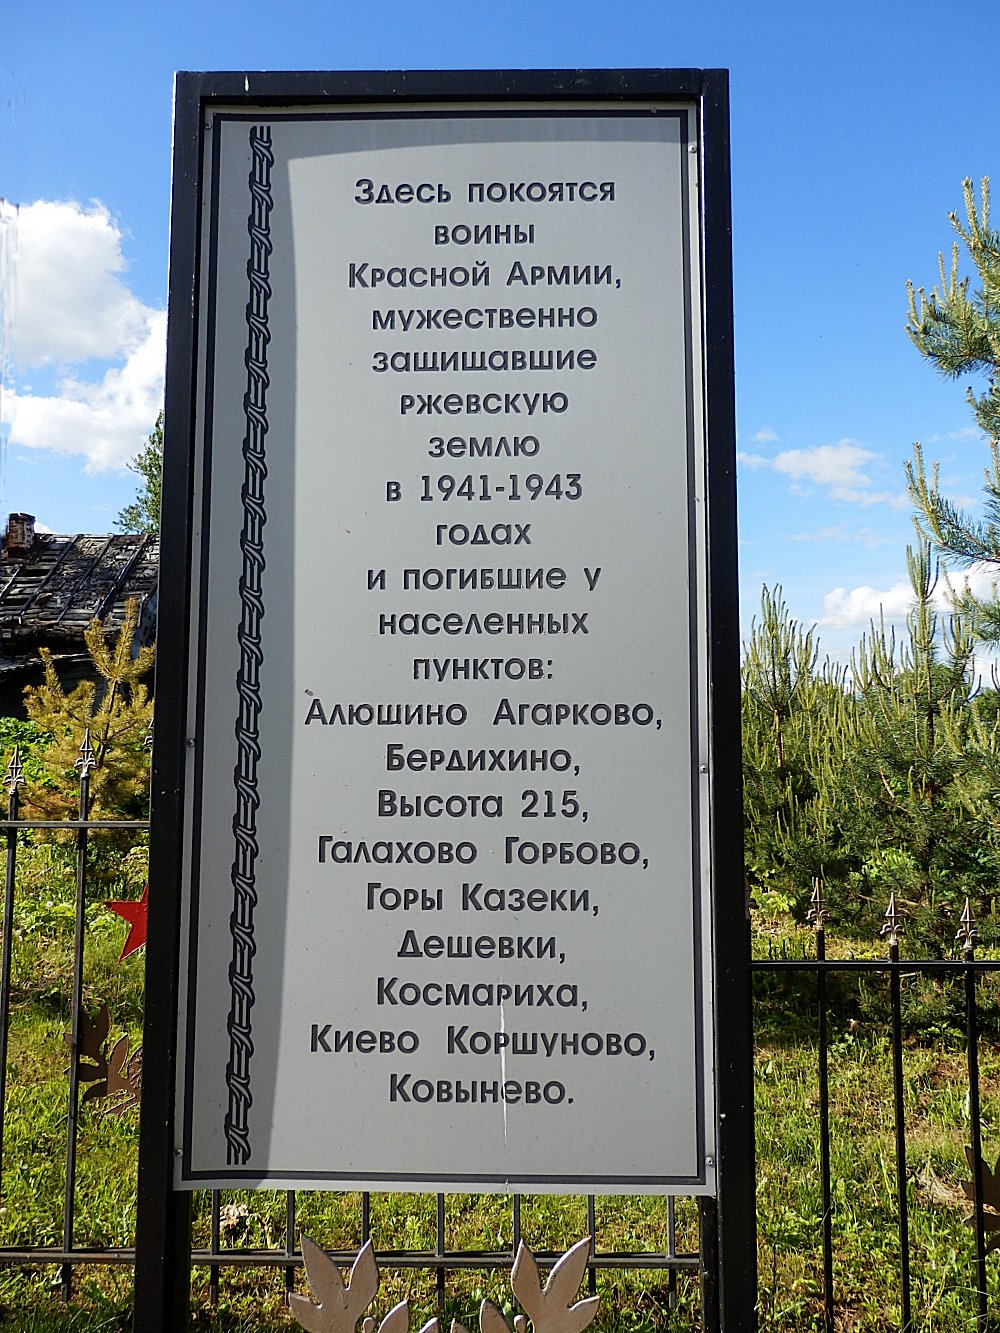 Здесь покоятся
воины
Красной Армии,
мужественно
защищавшие
ржевскую
землю
в 1941-1943
годах
и погибшие у
населенных
пунктов:
Алюшино Агарково,
Бердихино,
Высота 215,
Галахово Горбово,
Горы Казеки,
Дешевки,
Космариха,
Киево Коршуново,
Ковынево.